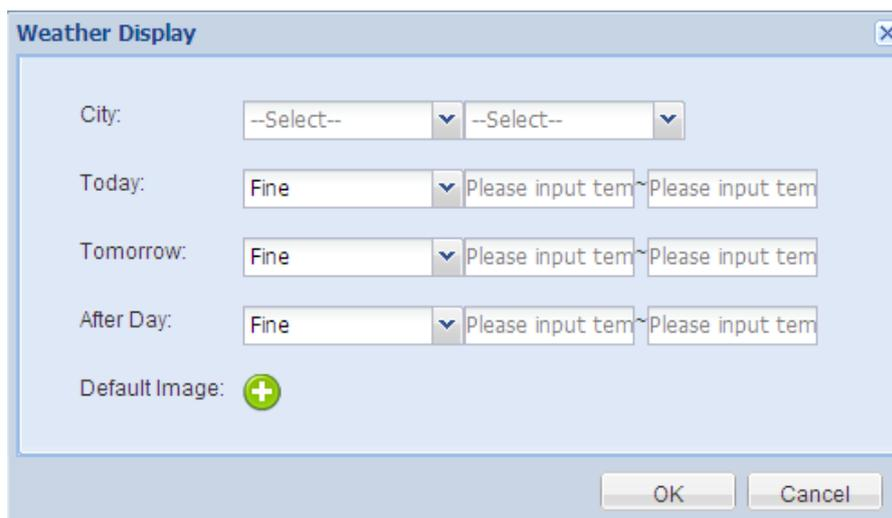 Weather Display
City: --Select-- --Select--
Today: Fine Please input tem~Please input tem
Tomorrow: Fine Please input tem~Please input tem
After Day: Fine Please input tem~Please input tem
Default Image:
OK Cancel